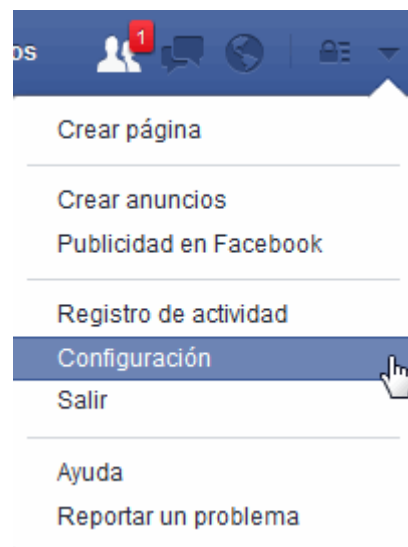 os
1
Crear página
Crear anuncios
Publicidad en Facebook
Registro de actividad
Configuración
Salir
Ayuda
Reportar un problema